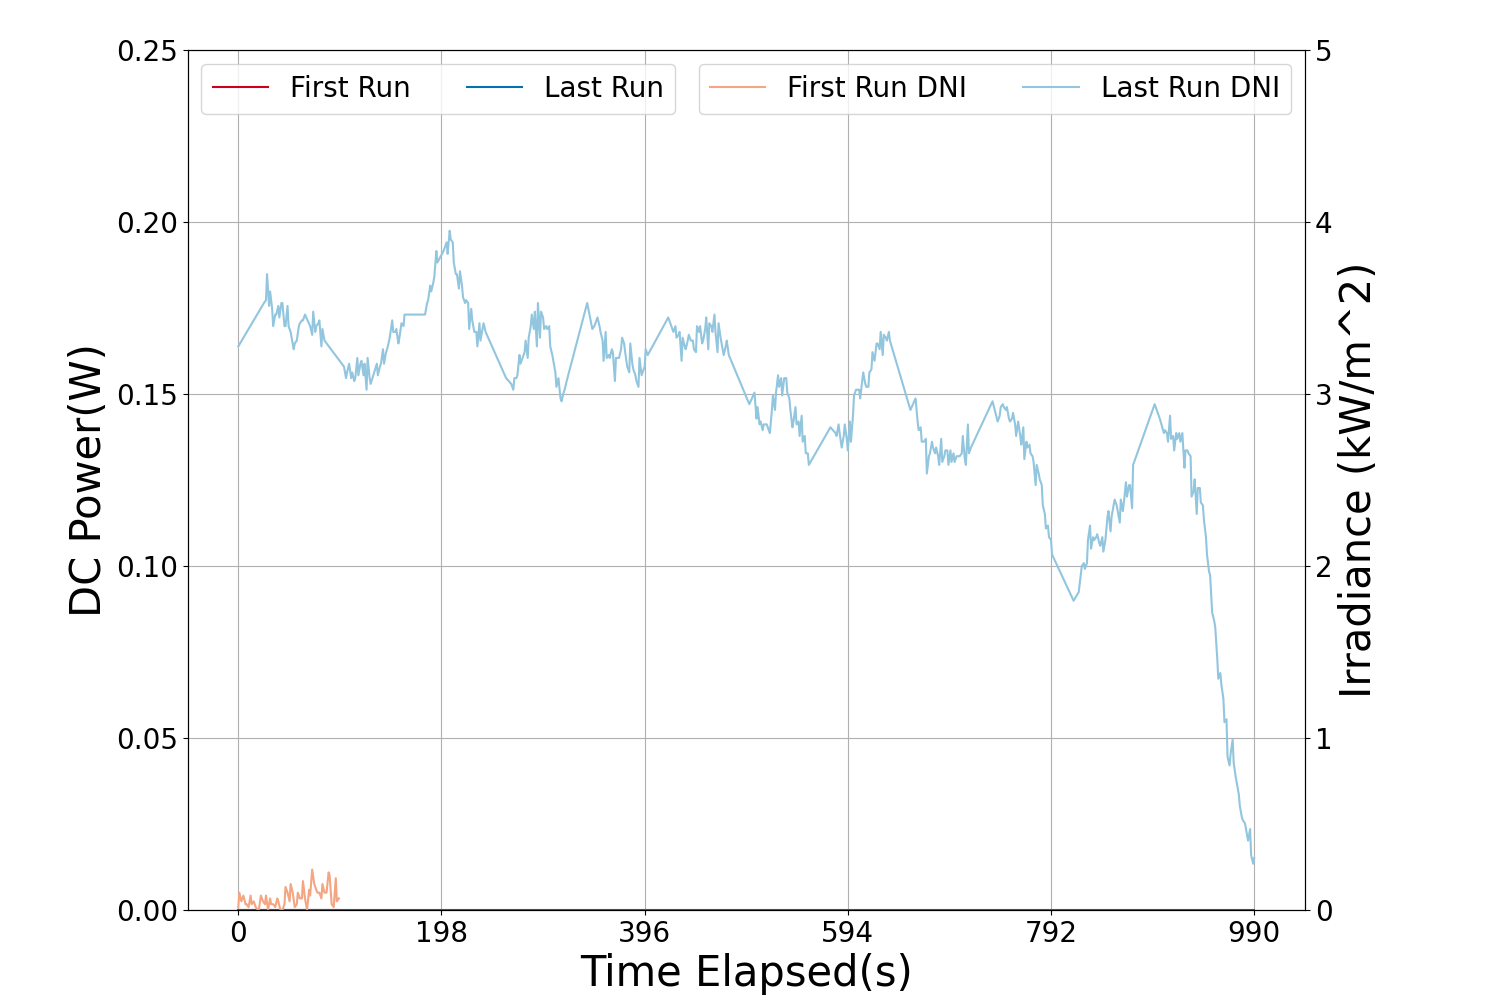 First Run
Last Run
First Run DNI
Last Run DNI
DC Power(W)
0.25
0.20
0.15
0.10
0.05
0.00
5
4
3
2
1
0
Irradiance (kW/m^2)
0 198 396 594 792 990
Time Elapsed(s)